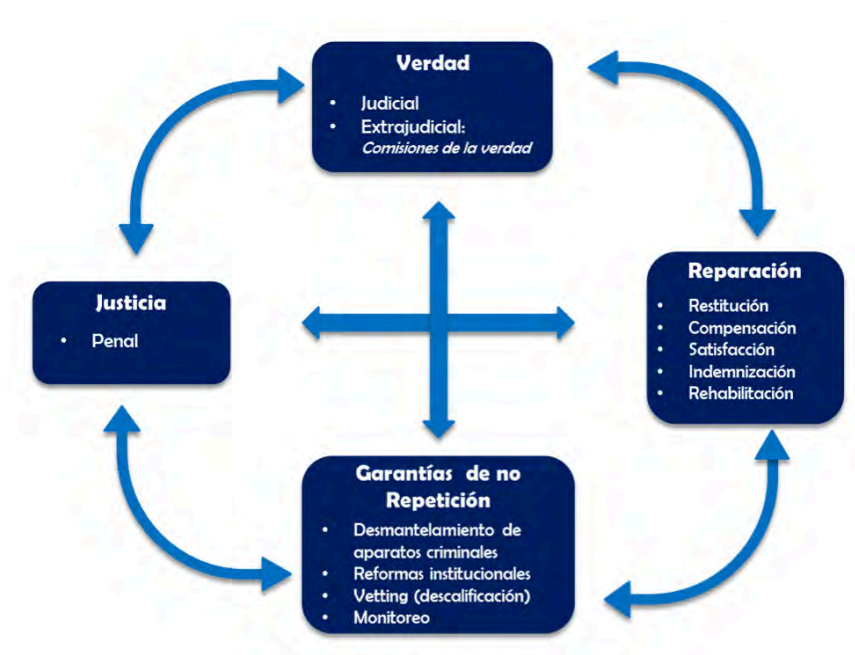 Verdad
• Judicial
• Extrajudicial:
Comisiones de la verdad
Justicia
• Penal
Reparación
• Restitución
• Compensación
• Satisfacción
• Indemnización
• Rehabilitación
Garantías de no
Repetición
• Desmantelamiento de
aparatos criminales
• Reformas institucionales
• Vetting (descalificación)
• Monitoreo